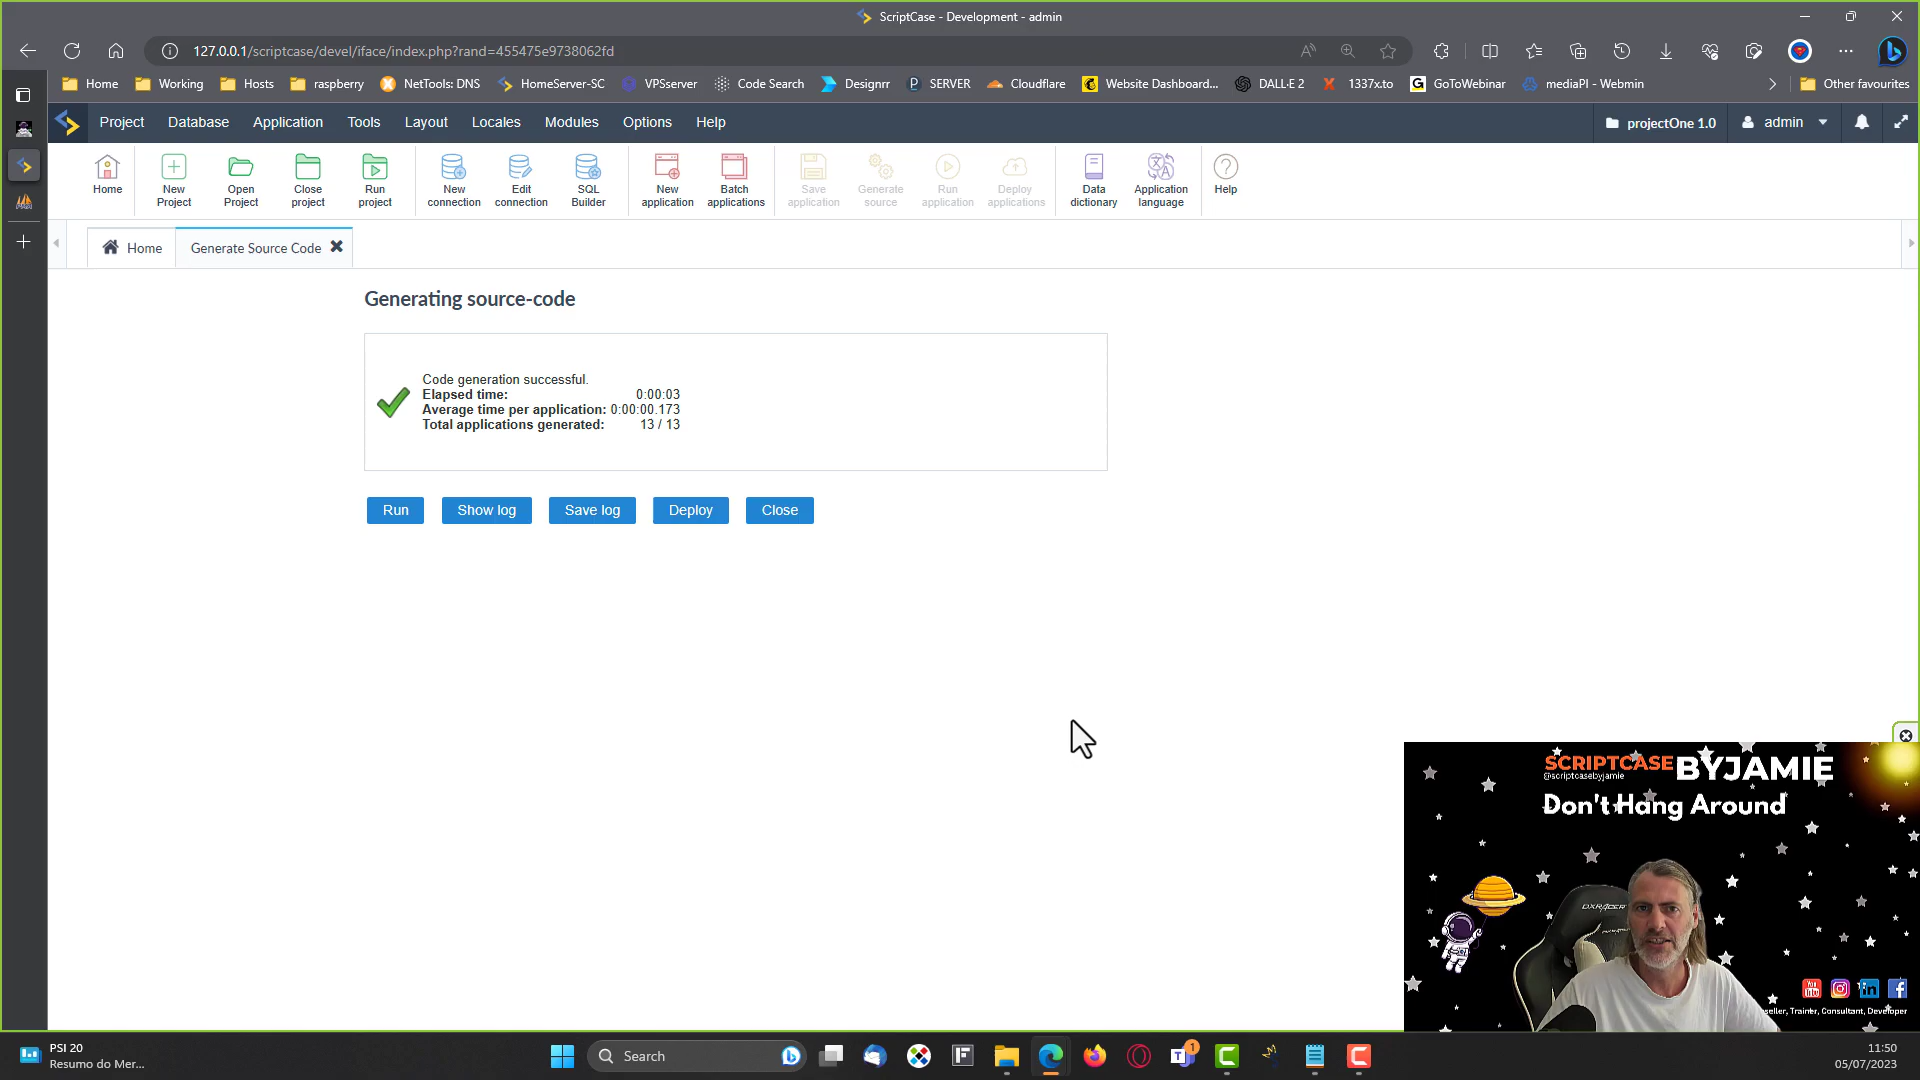 ScriptCase - Development - admin
127.0.0.1/scriptcase/devel/iface/index.php?rand=455475e9738062fd
Home Working Hosts raspberry NetTools: DNS HomeServer-SC VPSserver Code Search Designrr SERVER Cloudflare Website Dashboard... DALL·E 2 1337x.to GoToWebinar mediaPI - Webmin Other favourites
Project Database Application Tools Layout Locales Modules Options Help projectOne 1.0 admin
Home
New Project
Open Project
Close project
Run project
New connection
Edit connection
SQL Builder
New application
Batch applications
Save application
Generate source
Run application
Deploy applications
Data dictionary
Application language
Help
Home Generate Source Code
Generating source-code
Code generation successful.
Elapsed time: 0:00:03
Average time per application: 0:00:00.173
Total applications generated: 13 / 13
Run Show log Save log Deploy Close
SCRIPTCASE BYJAMIE
@scriptcasebyjamie
Don't Hang Around
DXRACER
seller, Trainer, Consultant, Developer
PSI 20
Resumo do Mer...
Search
1
11:50
05/07/2023